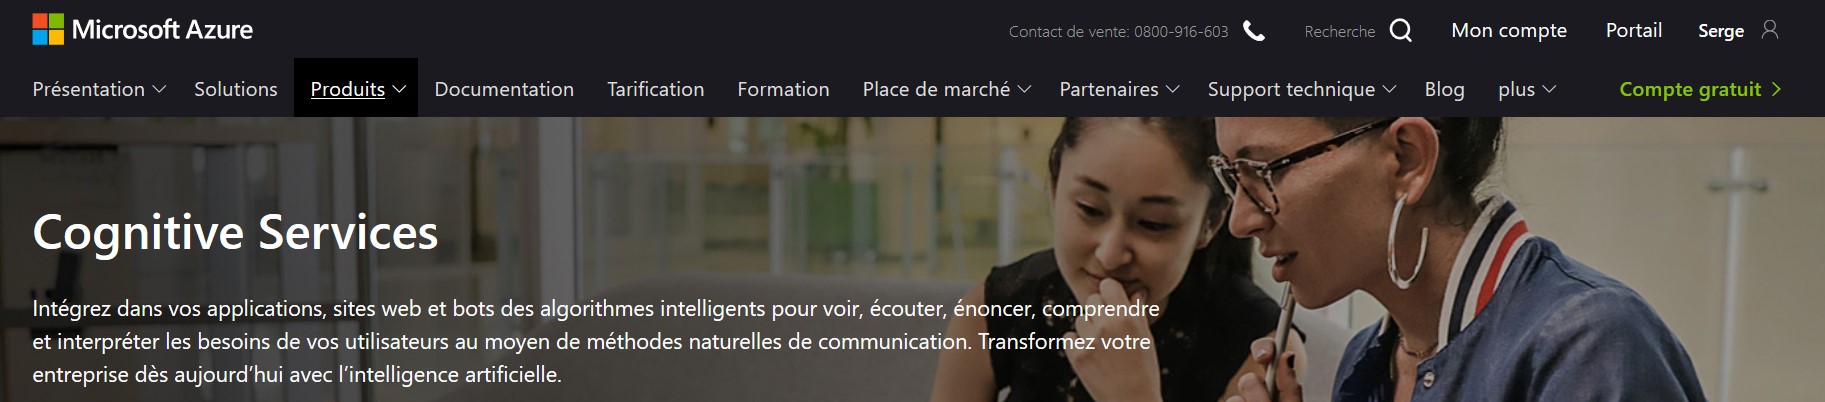 Microsoft Azure
Contact de vente: 0800-916-603
Recherche
Mon compte
Portail
Serge
Présentation
Solutions
Produits
Documentation
Tarification
Formation
Place de marché
Partenaires
Support technique
Blog
plus
Compte gratuit
Cognitive Services
Intégrez dans vos applications, sites web et bots des algorithmes intelligents pour voir, écouter, énoncer, comprendre
et interpréter les besoins de vos utilisateurs au moyen de méthodes naturelles de communication. Transformez votre
entreprise dès aujourd’hui avec l’intelligence artificielle.